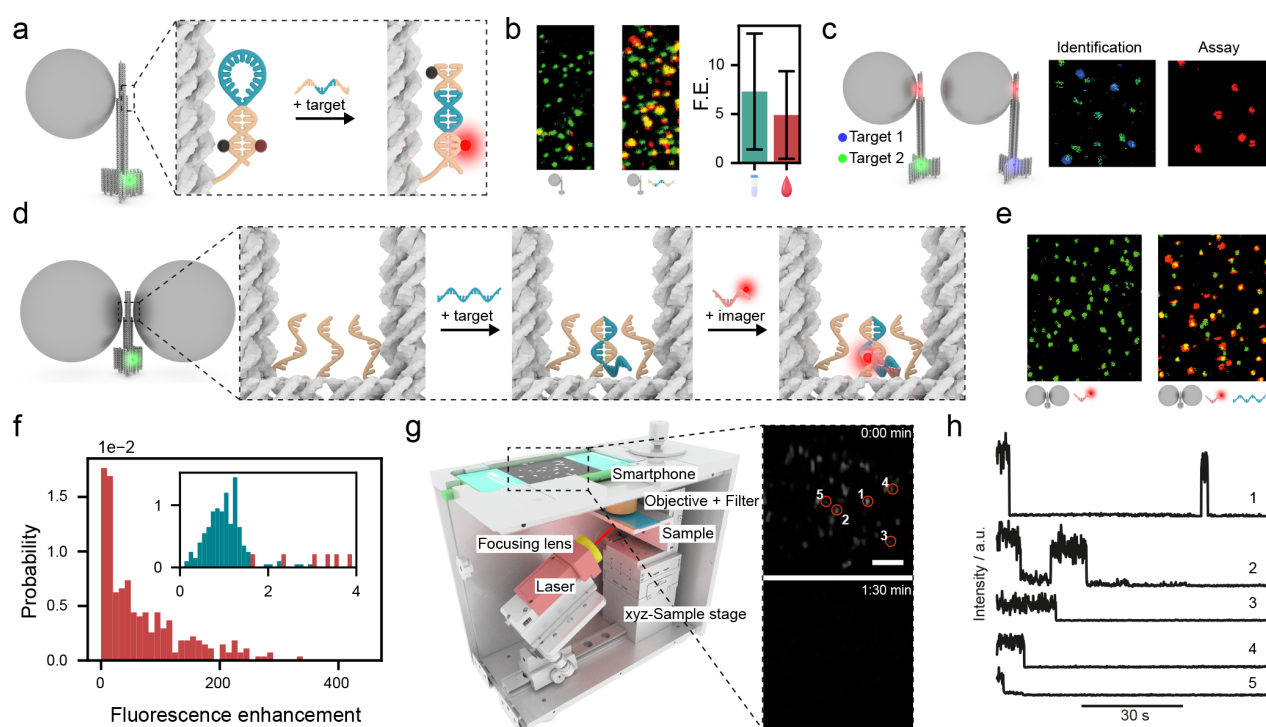 a
+ target
b
F.E.
10
5
0
c
Identification
Assay
Target 1
Target 2
d
+ target
+ imager
e
f
1e-2
Probability
1.5
1.0
0.5
0.0
1
0
0
2
4
0
200
400
Fluorescence enhancement
g
Smartphone
Objective + Filter
Sample
Focusing lens
Laser
xyz-Sample stage
0:00 min
4
5
1
2
3
1:30 min
h
Intensity / a.u.
1
2
3
4
5
30 s